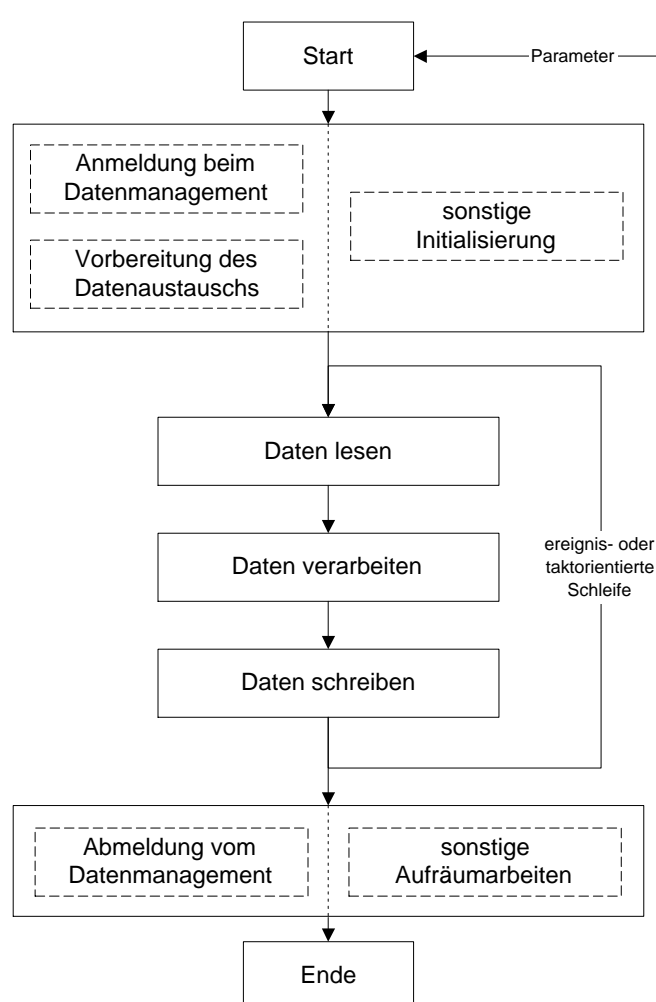 Start
Parameter
Anmeldung beim
Datenmanagement
Vorbereitung des
Datenaustauschs
sonstige
Initialisierung
Daten lesen
Daten verarbeiten
ereignis- oder
taktorientierte
Schleife
Daten schreiben
Abmeldung vom
Datenmanagement
sonstige
Aufräumarbeiten
Ende